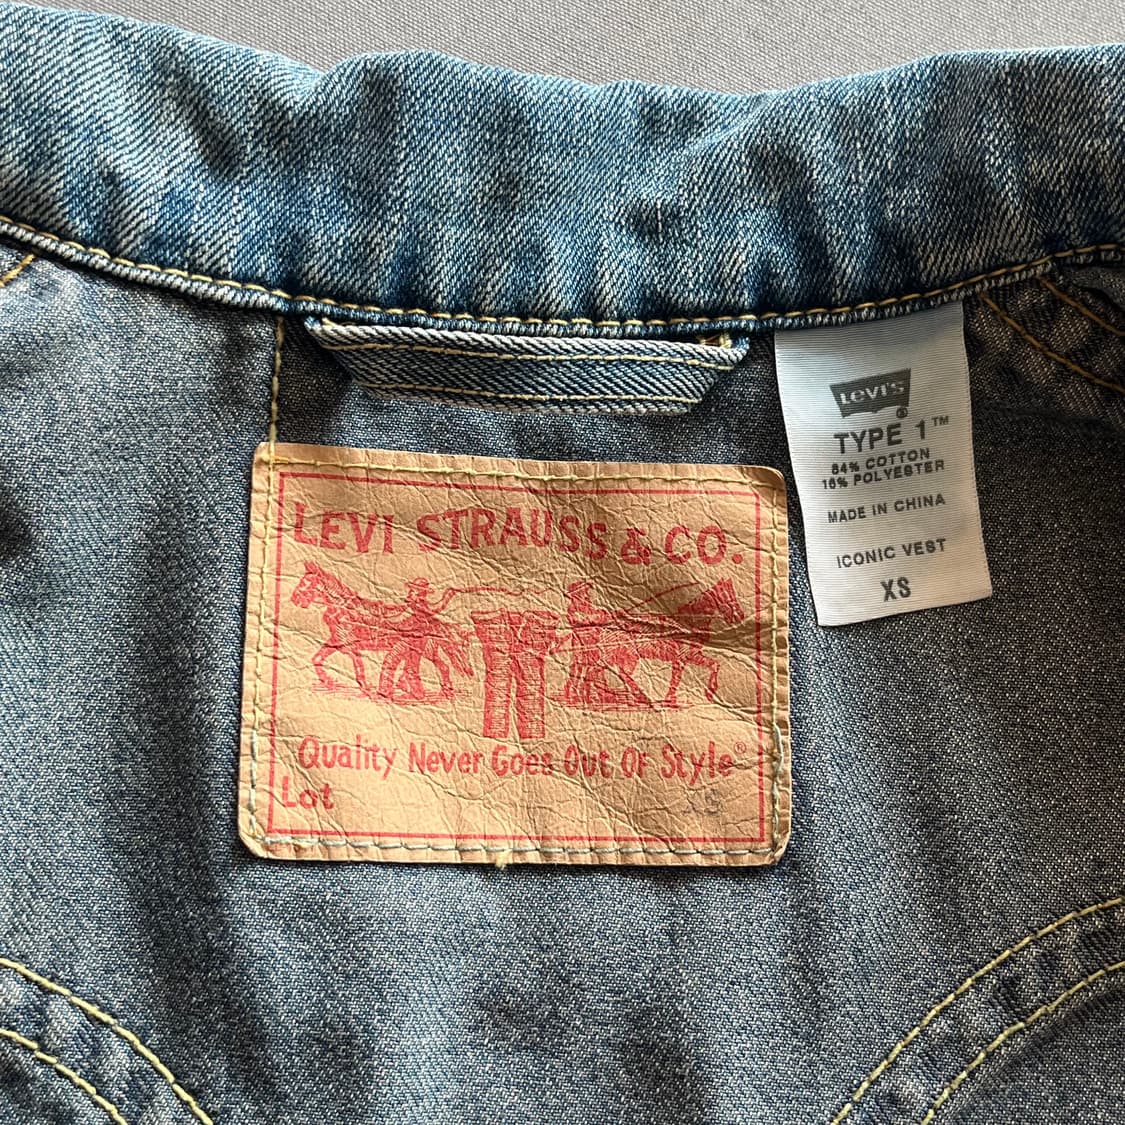 LEVI'S
®
TYPE 1™
84% COTTON
16% POLYESTER
MADE IN CHINA
ICONIC VEST
XS
LEVI STRAUSS & CO.
Quality Never Goes Out Of Style®
Lot
XS